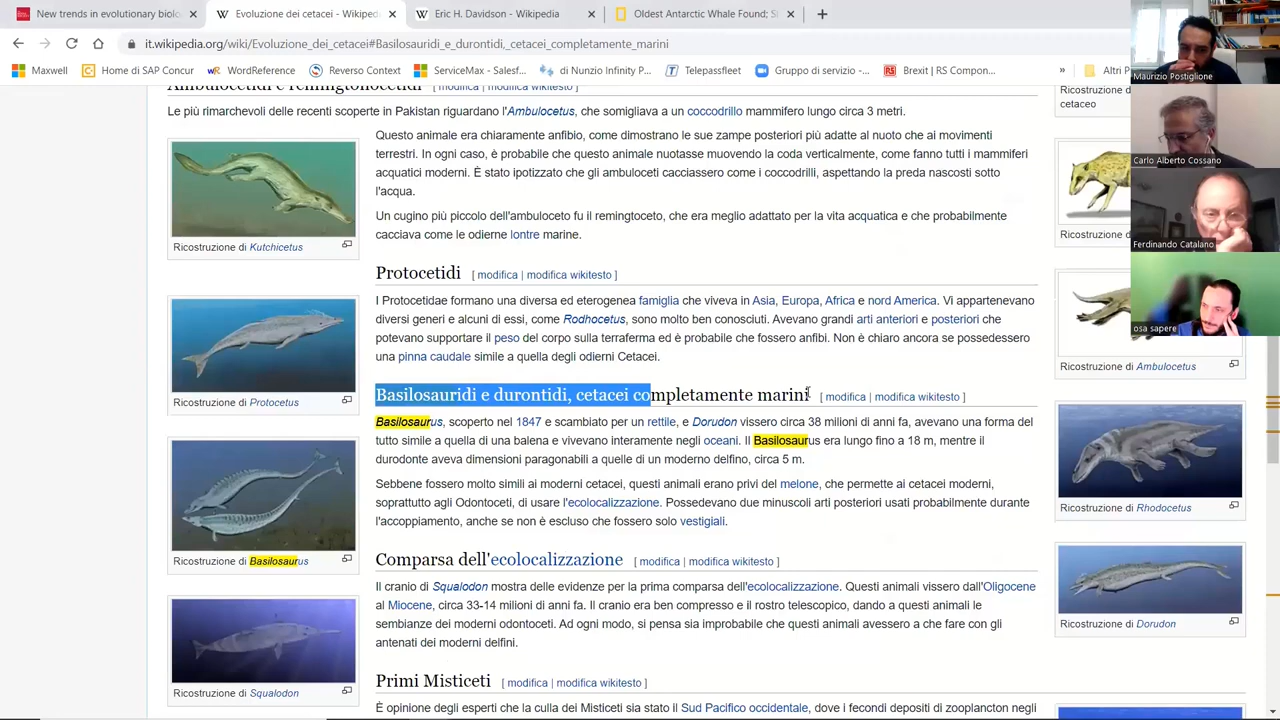 New trends in evolutionary biolo
Evoluzione dei cetacei - Wikiped
Eric H. Davidson - Wikipedia
Oldest Antarctic Whale Found; S
it.wikipedia.org/wiki/Evoluzione_dei_cetacei#Basilosauridi_e_durontidi,_cetacei_completamente_marini
Maxwell
Home di SAP Concur
WordReference
Reverso Context
ServiceMax - Salesf...
di Nunzio Infinity P...
Telepassfleet
Gruppo di servizio -...
Brexit | RS Compon...
»
Altri P
Ambulocetidi e remingtonocetidi [ modifica | modifica wikitesto ]
Le più rimarchevoli delle recenti scoperte in Pakistan riguardano l'Ambulocetus, che somigliava a un coccodrillo mammifero lungo circa 3 metri.
Questo animale era chiaramente anfibio, come dimostrano le sue zampe posteriori più adatte al nuoto che ai movimenti
terrestri. In ogni caso, è probabile che questo animale nuotasse muovendo la coda verticalmente, come fanno tutti i mammiferi
acquatici moderni. È stato ipotizzato che gli ambuloceti cacciassero come i coccodrilli, aspettando la preda nascosti sotto
l'acqua.
Un cugino più piccolo dell'ambuloceto fu il remingtoceto, che era meglio adattato per la vita acquatica e che probabilmente
cacciava come le odierne lontre marine.
Ricostruzione di Kutchicetus
Protocetidi [ modifica | modifica wikitesto ]
I Protocetidae formano una diversa ed eterogenea famiglia che viveva in Asia, Europa, Africa e nord America. Vi appartenevano
diversi generi e alcuni di essi, come Rodhocetus, sono molto ben conosciuti. Avevano grandi arti anteriori e posteriori che
potevano supportare il peso del corpo sulla terraferma ed è probabile che fossero anfibi. Non è chiaro ancora se possedessero
una pinna caudale simile a quella degli odierni Cetacei.
Ricostruzione di Protocetus
Basilosauridi e durontidi, cetacei completamente marini [ modifica | modifica wikitesto ]
Basilosaurus, scoperto nel 1847 e scambiato per un rettile, e Dorudon vissero circa 38 milioni di anni fa, avevano una forma del
tutto simile a quella di una balena e vivevano interamente negli oceani. Il Basilosaurus era lungo fino a 18 m, mentre il
durodonte aveva dimensioni paragonabili a quelle di un moderno delfino, circa 5 m.
Sebbene fossero molto simili ai moderni cetacei, questi animali erano privi del melone, che permette ai cetacei moderni,
soprattutto agli Odontoceti, di usare l'ecolocalizzazione. Possedevano due minuscoli arti posteriori usati probabilmente durante
l'accoppiamento, anche se non è escluso che fossero solo vestigiali.
Ricostruzione di Basilosaurus
Comparsa dell'ecolocalizzazione [ modifica | modifica wikitesto ]
Il cranio di Squalodon mostra delle evidenze per la prima comparsa dell'ecolocalizzazione. Questi animali vissero dall'Oligocene
al Miocene, circa 33-14 milioni di anni fa. Il cranio era ben compresso e il rostro telescopico, dando a questi animali le
sembianze dei moderni odontoceti. Ad ogni modo, si pensa sia improbabile che questi animali avessero a che fare con gli
antenati dei moderni delfini.
Ricostruzione di Squalodon
Primi Misticeti [ modifica | modifica wikitesto ]
È opinione degli esperti che la culla dei Misticeti sia stato il Sud Pacifico occidentale, dove i fecondi depositi di zooplancton negli
Ricostruzione d
cetaceo
Ricostruzione d
Ricostruzione di Ambulocetus
Ricostruzione di Rhodocetus
Ricostruzione di Dorudon
Maurizio Postiglione
Carlo Alberto Cossano
Ferdinando Catalano
osa sapere